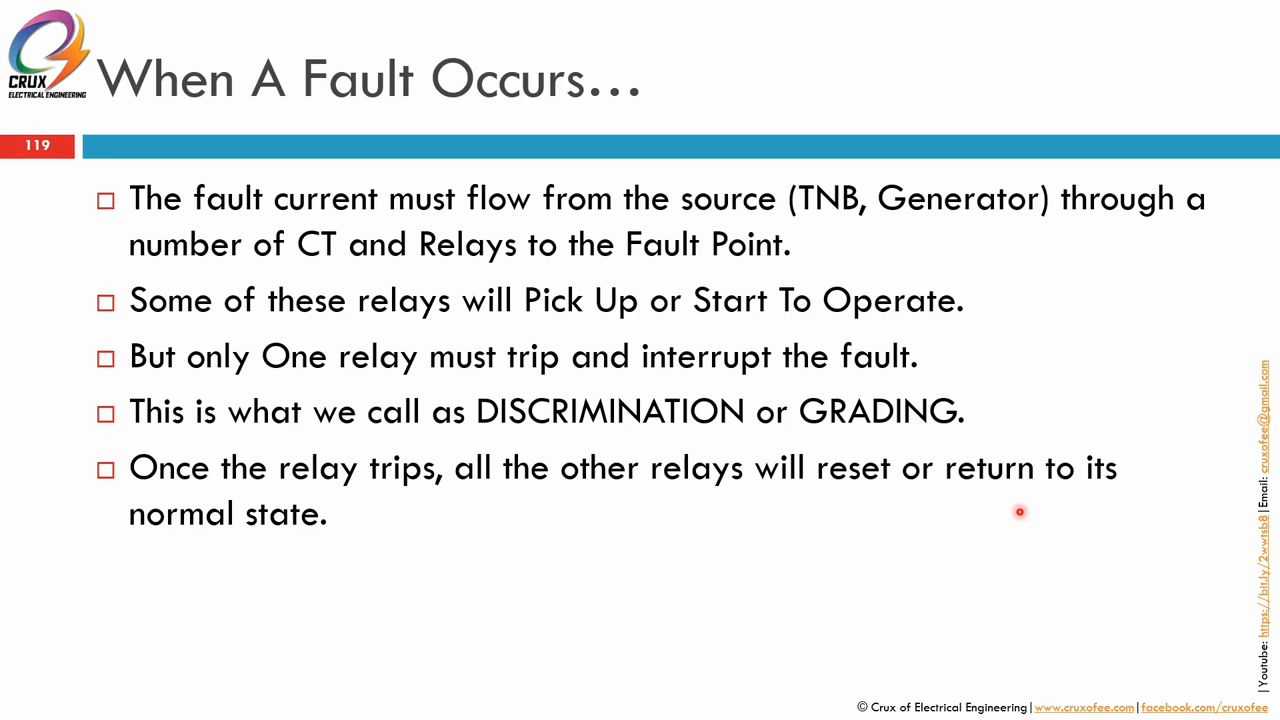 CRUX
ELECTRICAL ENGINEERING
When A Fault Occurs...
119
The fault current must flow from the source (TNB, Generator) through a
number of CT and Relays to the Fault Point.
Some of these relays will Pick Up or Start To Operate.
But only One relay must trip and interrupt the fault.
This is what we call as DISCRIMINATION or GRADING.
Once the relay trips, all the other relays will reset or return to its
normal state.
|Youtube: https://bit.ly/2wwtsb8|Email: cruxofee@gmail.com
© Crux of Electrical Engineering|www.cruxofee.com|facebook.com/cruxofee